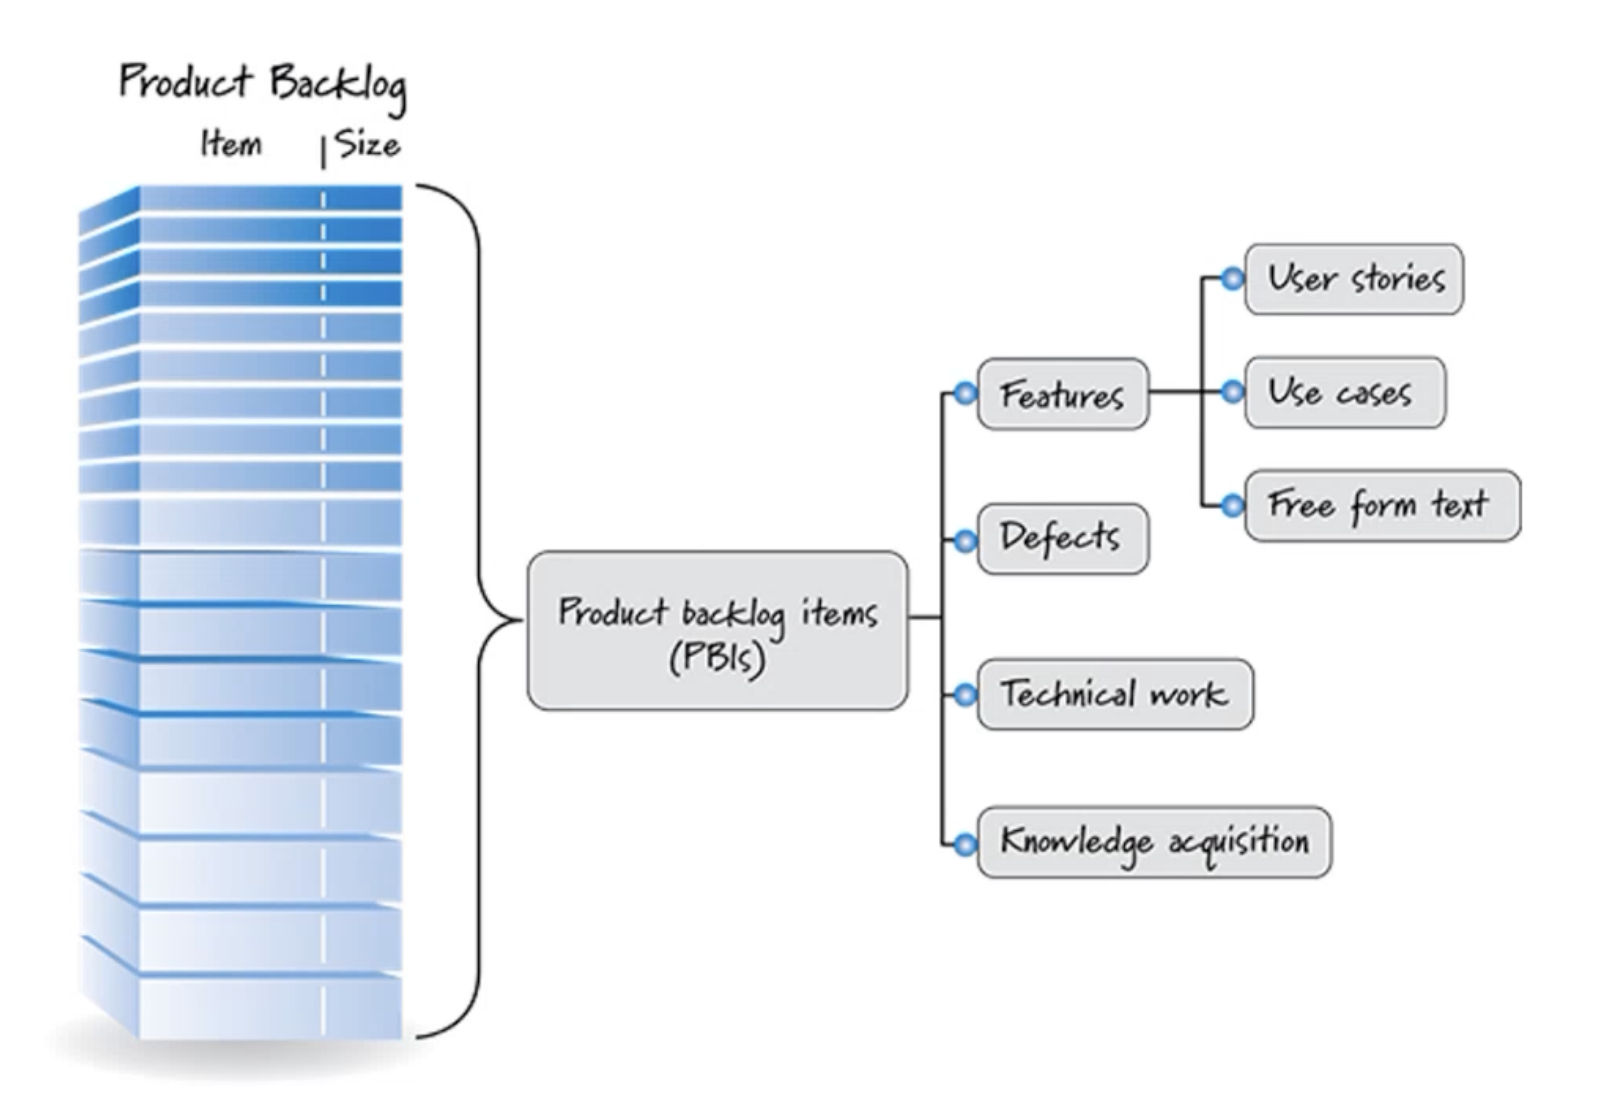 Product Backlog
Item | Size
User stories
Features
Use cases
Free form text
Defects
Product backlog items
(PBIs)
Technical work
Knowledge acquisition